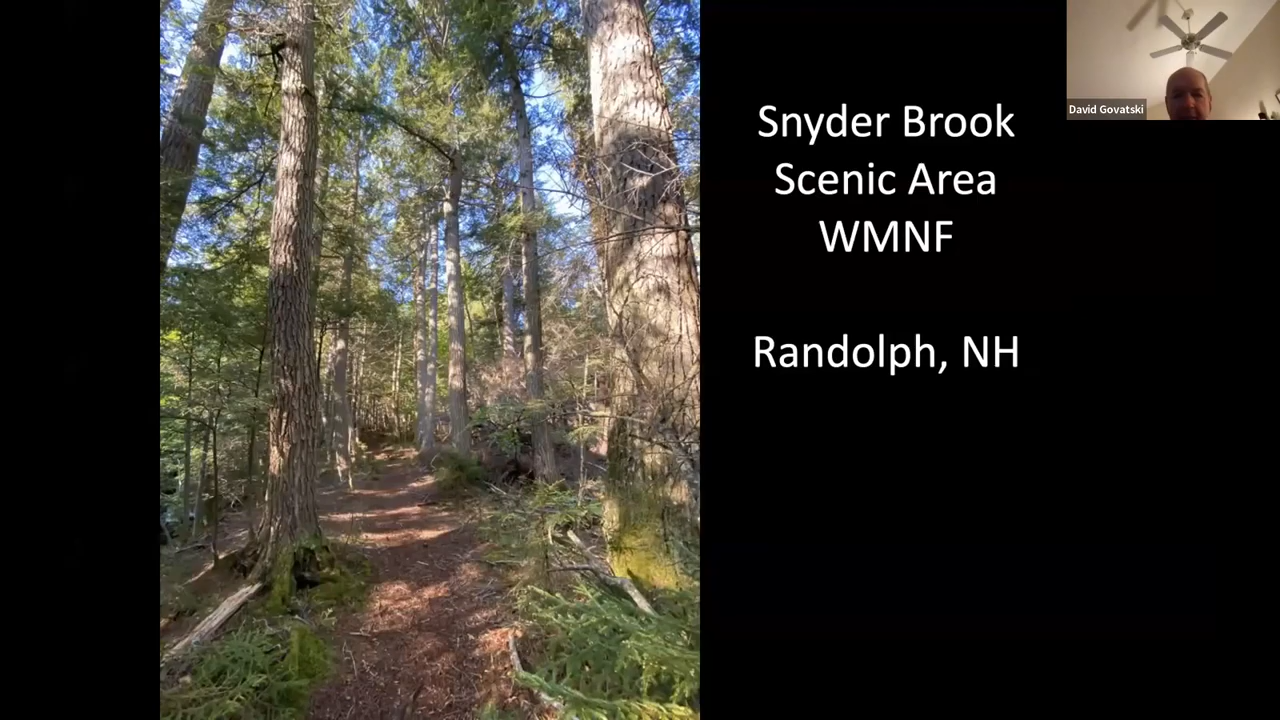 Snyder Brook
Scenic Area
WMNF
Randolph, NH
David Govatski